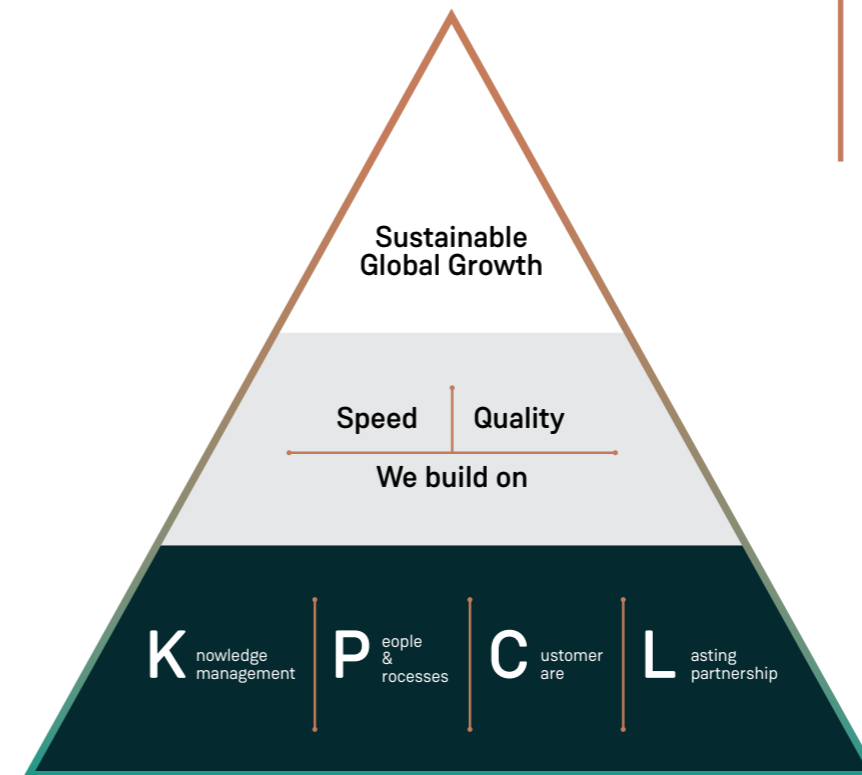 Sustainable
Global Growth
Speed
Quality
We build on
K nowledge
management
P eople
&
rocesses
C ustomer
are
L asting
partnership